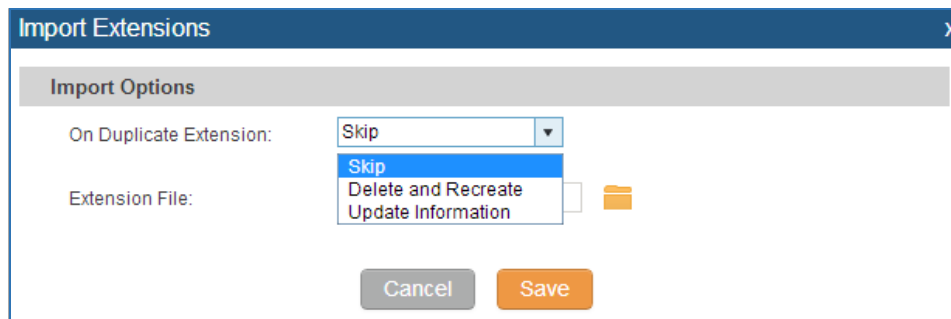 Import Extensions x
Import Options
On Duplicate Extension: Skip
Skip
Delete and Recreate
Extension File:
Update Information
Cancel Save